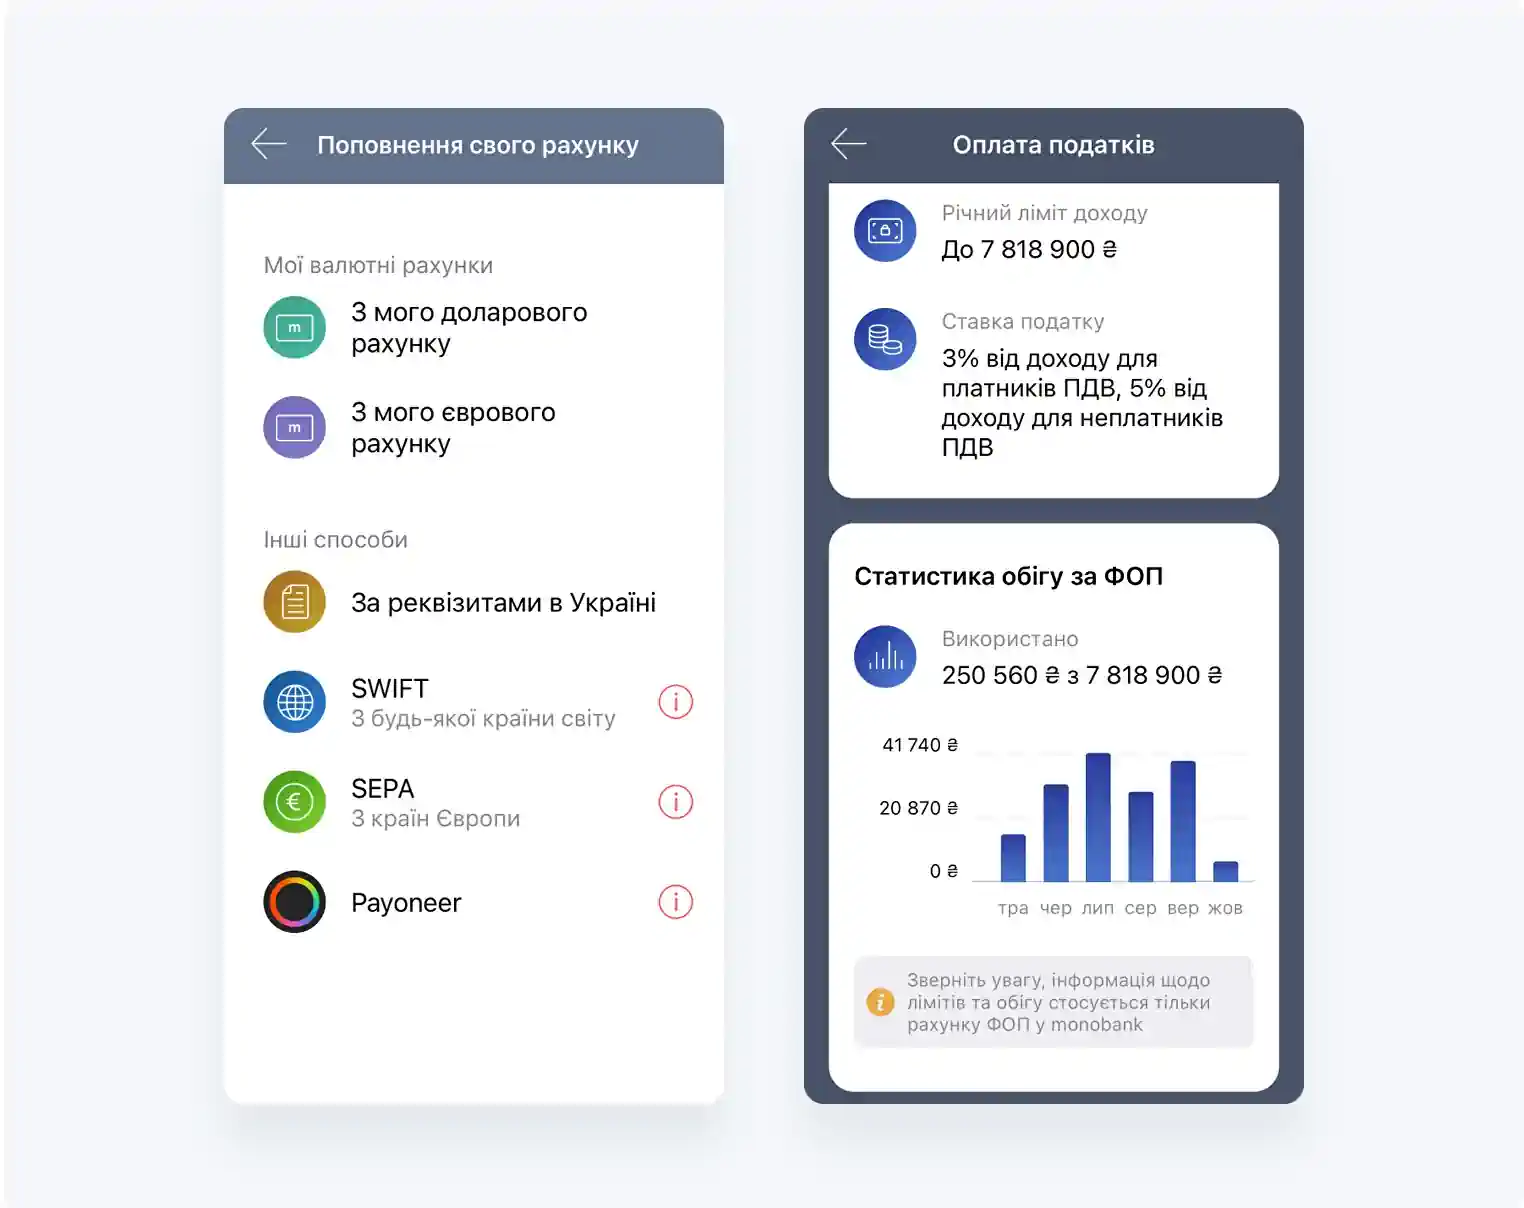 Поповнення свого рахунку
Мої валютні рахунки
m
З мого доларового
рахунку
m
З мого єврового
рахунку
Інші способи
За реквізитами в Україні
SWIFT
З будь-якої країни світу
i
€
SEPA
З країн Європи
i
Payoneer
i
Оплата податків
Річний ліміт доходу
До 7 818 900 ₴
Ставка податку
3% від доходу для
платників ПДВ, 5% від
доходу для неплатників
ПДВ
Статистика обігу за ФОП
Використано
250 560 ₴ з 7 818 900 ₴
41 740 ₴
20 870 ₴
0 ₴
тра чер лип сер вер жов
i
Зверніть увагу, інформація щодо
лімітів та обігу стосується тільки
рахунку ФОП у monobank